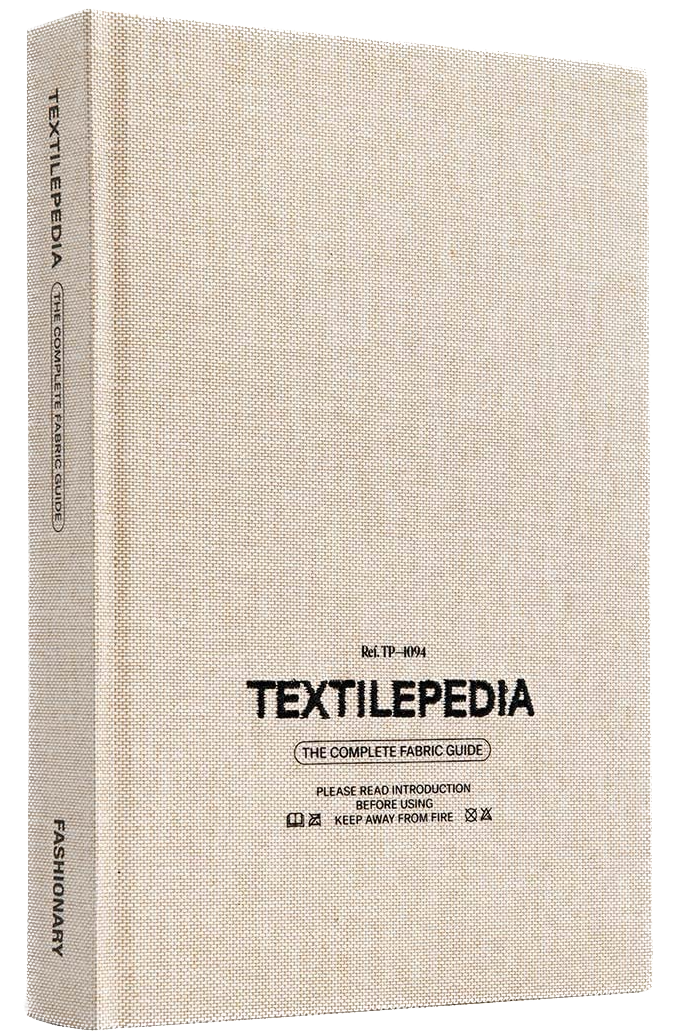 TEXTILEPEDIA
THE COMPLETE FABRIC GUIDE
FASHIONARY
Ref. TP–1094
TEXTILEPEDIA
THE COMPLETE FABRIC GUIDE
PLEASE READ INTRODUCTION
BEFORE USING
KEEP AWAY FROM FIRE